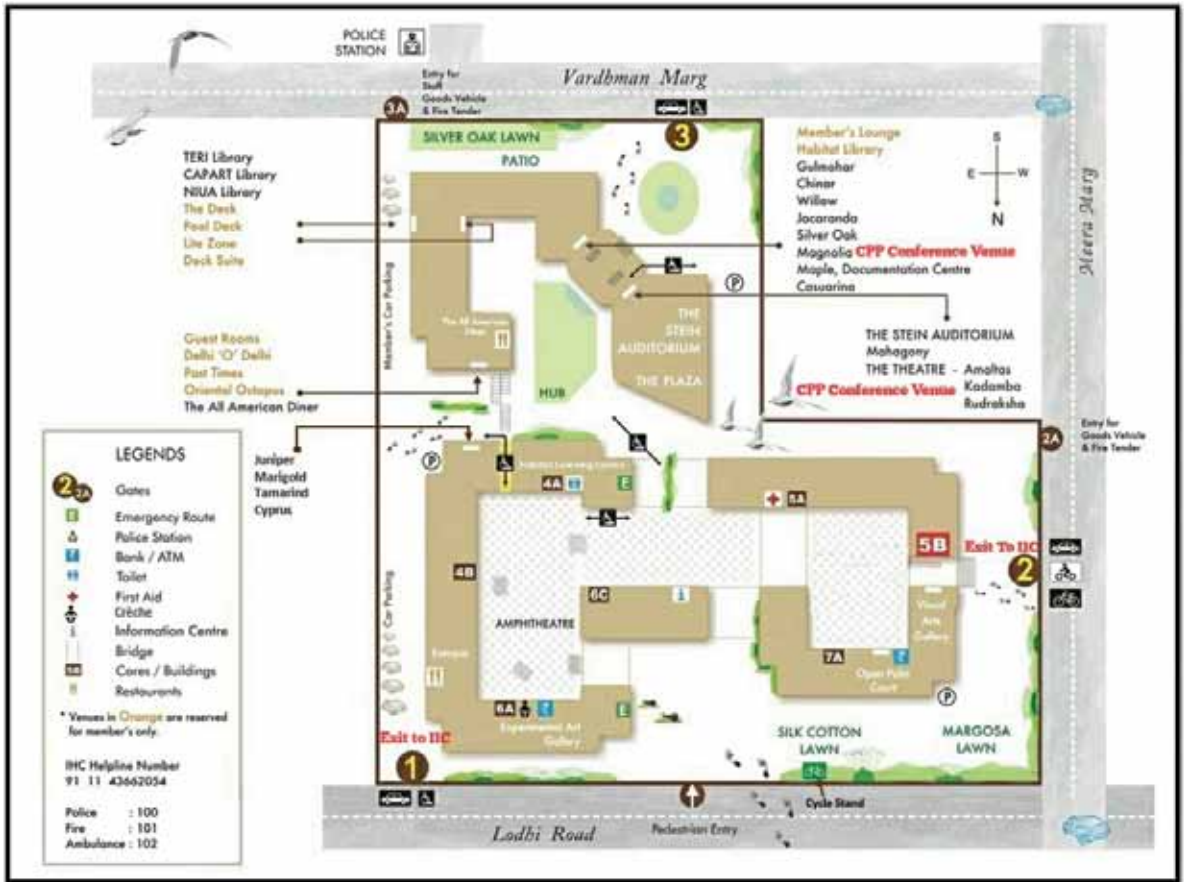 POLICE
STATION
Vardhman Marg
Entry for
Staff
Goods Vehicle
& Fire Tender
3A
3
SILVER OAK LAWN
PATIO
TERI Library
CAPART Library
NIUA Library
The Deck
Pool Deck
Lite Zone
Deck Suite
Member's Lounge
Habitat Library
Gulmohar
Chinar
Willow
Jacaranda
Silver Oak
Magnolia CPP Conference Venue
Maple, Documentation Centre
Casuarina
S
E
W
N
Meera Marg
Member's Car Parking
P
The All American
Diner
THE
STEIN
AUDITORIUM
THE PLAZA
HUB
THE STEIN AUDITORIUM
Mahagony
THE THEATRE - Amaltas
CPP Conference Venue
Kadamba
Rudraksha
Guest Rooms
Delhi 'O' Delhi
Past Times
Oriental Octopus
The All American Diner
Juniper
Marigold
Tamarind
Cyprus
2A
Entry for
Goods Vehicle
& Fire Tender
P
Habitat Learning Centre
4A
E
5A
5B
Exit To IIC
2
4B
6C
i
AMPHITHEATRE
Visual
Arts
Gallery
7A
Open Palm
Court
P
Car Parking
6A
E
Experimental Art
Gallery
Exit to IIC
1
SILK COTTON
LAWN
MARGOSA
LAWN
Cycle Stand
Pedestrian Entry
Lodhi Road
LEGENDS
2 2A Gates
E Emergency Route
Police Station
Bank / ATM
Toilet
First Aid
Crèche
i Information Centre
Bridge
5B Cores / Buildings
Restaurants
* Venues in Orange are reserved
for member's only.
IHC Helpline Number
91 11 43662054
Police : 100
Fire : 101
Ambulance : 102